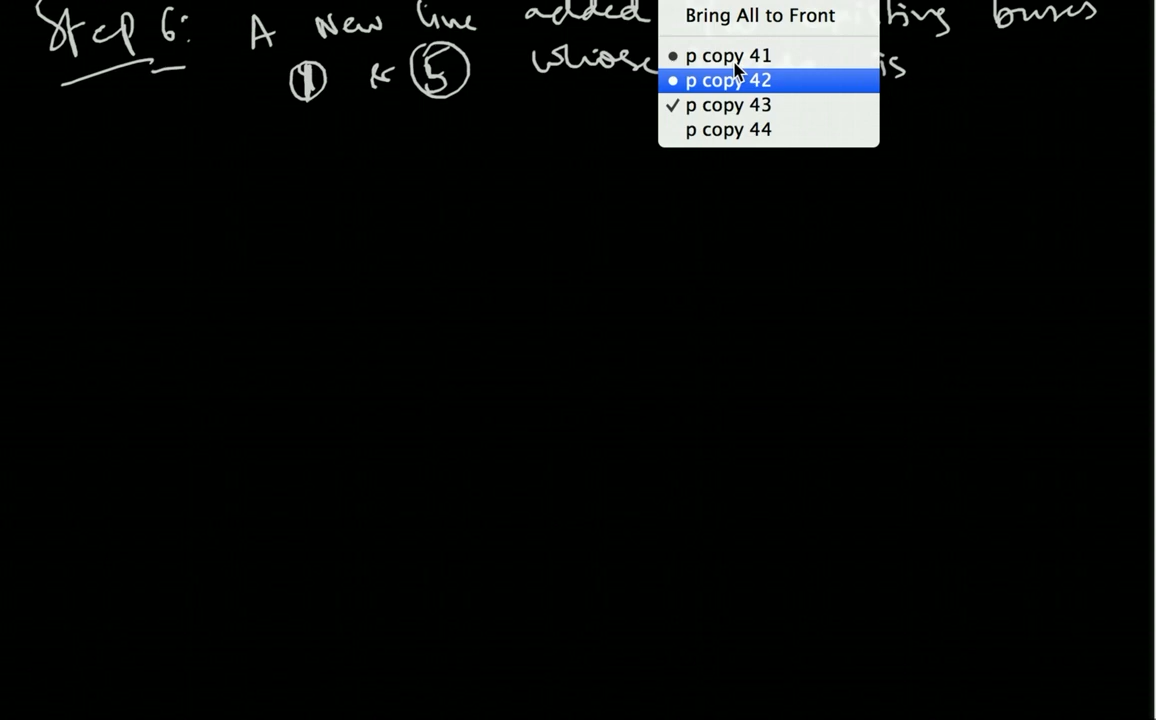 Step 6: A New line added
① & ⑤ whose is
buses
Bring All to Front
p copy 41
p copy 42
p copy 43
p copy 44